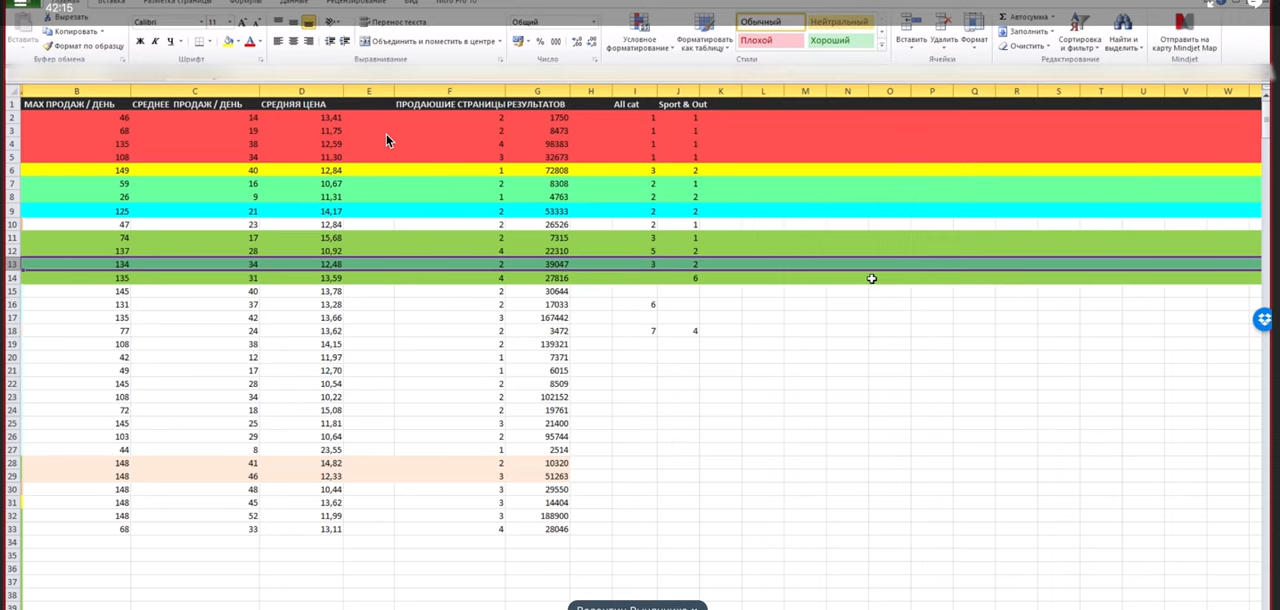 42:15
Вырезать
Копировать
Вставить
Формат по образцу
Буфер обмена
Calibri 11
Ж К Ч
Шрифт
Перенос текста
Объединить и поместить в центре
Выравнивание
Общий
Число
Условное форматирование
Форматировать как таблицу
Обычный Нейтральный
Плохой Хороший
Стили
Вставить Удалить Формат
Ячейки
Автосумма
Заполнить
Очистить
Сортировка и фильтр
Найти и выделить
Редактирование
Отправить на карту Mindjet Map
Mindjet
B C D E F G H I J K L M N O P Q R S T U V W
1 MAX ПРОДАЖ / ДЕНЬ СРЕДНЕЕ ПРОДАЖ / ДЕНЬ СРЕДНЯЯ ЦЕНА ПРОДАЮШИЕ СТРАНИЦЫ РЕЗУЛЬТАТОВ All cat Sport & Out
2 46 14 13,41 2 1750 1 1
3 68 19 11,75 2 8473 1 1
4 135 38 12,59 4 98383 1 1
5 108 34 11,30 3 32673 1 1
6 149 40 12,84 1 72808 3 2
7 59 16 10,67 2 8308 2 1
8 26 9 11,31 1 4763 2 2
9 125 21 14,17 2 53333 2 2
10 47 23 12,84 2 26526 2 1
11 74 17 15,68 2 7315 3 1
12 137 28 10,92 4 22310 5 2
13 134 34 12,48 2 39047 3 2
14 135 31 13,59 4 27816 6
15 145 40 13,78 2 30644
16 131 37 13,28 2 17033 6
17 135 42 13,66 3 167442
18 77 24 13,62 2 3472 7 4
19 108 38 14,15 2 139321
20 42 12 11,97 1 7371
21 49 17 12,70 1 6015
22 145 28 10,54 2 8509
23 108 34 10,22 2 102152
24 72 18 15,08 2 19761
25 145 25 11,81 3 21400
26 103 29 10,64 2 95744
27 44 8 23,55 1 2514
28 148 41 14,82 2 10320
29 148 46 12,33 3 51263
30 148 48 10,44 3 29550
31 148 45 13,62 3 14404
32 148 52 11,99 3 188900
33 68 33 13,11 4 28046
34
35
36
37
38
39